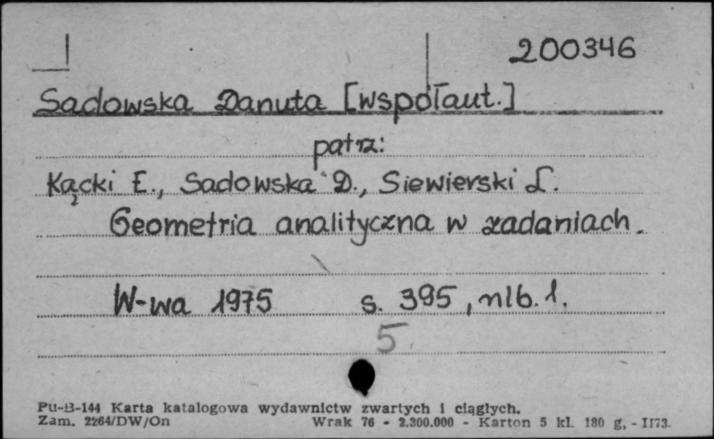 200346
Sadowska Danuta [współaut.]
patrz:
Kącki E., Sadowska D., Siewierski L.
Geometria analityczna w zadaniach.
W-wa 1975 s. 395, nlb. 1.
5
Pu-B-144 Karta katalogowa wydawnictw zwartych i ciągłych.
Zam. 2264/DW/On Wrak 76 - 2.300.000 - Karton 5 kl. 180 g, - II73.